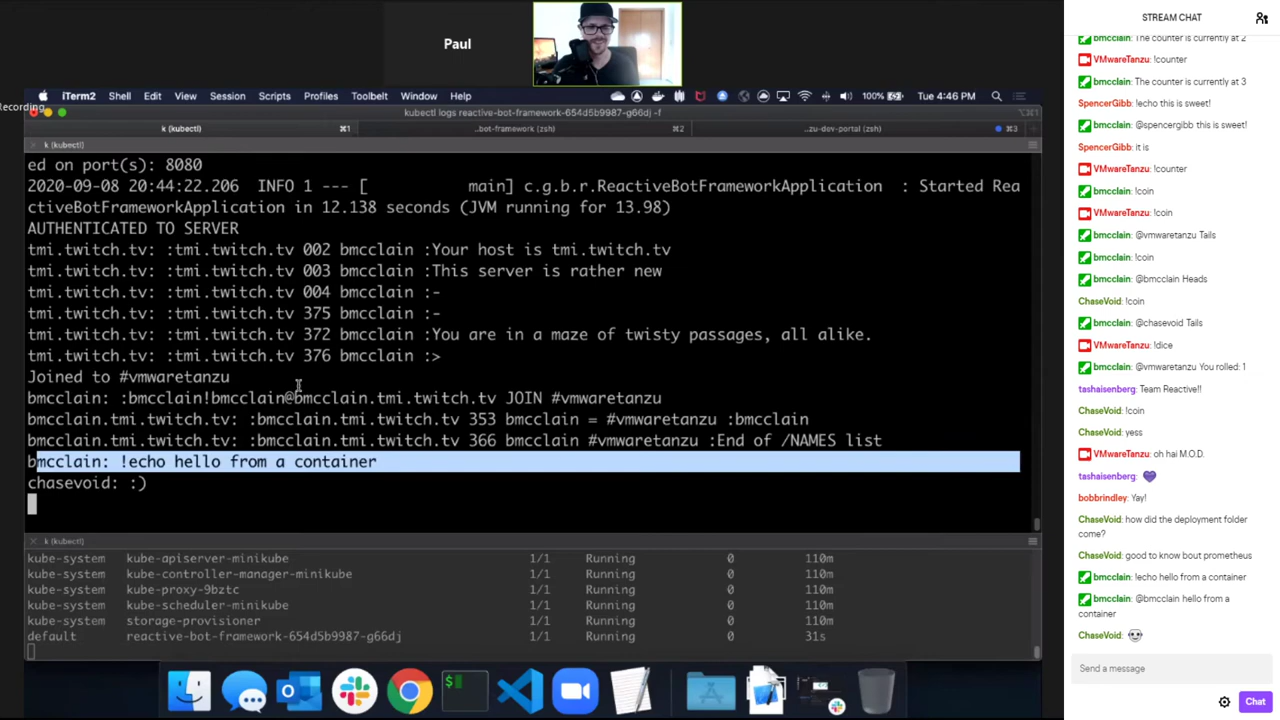 Paul
Recording
iTerm2 Shell Edit View Session Scripts Profiles Toolbelt Window Help 100% Tue 4:46 PM
kubectl logs reactive-bot-framework-654d5b9987-g66dj -f
k (kubectl) ⌘1 ..bot-framework (zsh) ⌘2 ...zu-dev-portal (zsh) ⌘3
k (kubectl)
ed on port(s): 8080
2020-09-08 20:44:22.206 INFO 1 --- [ main] c.g.b.r.ReactiveBotFrameworkApplication : Started Rea
ctiveBotFrameworkApplication in 12.138 seconds (JVM running for 13.98)
AUTHENTICATED TO SERVER
tmi.twitch.tv: :tmi.twitch.tv 002 bmcclain :Your host is tmi.twitch.tv
tmi.twitch.tv: :tmi.twitch.tv 003 bmcclain :This server is rather new
tmi.twitch.tv: :tmi.twitch.tv 004 bmcclain :-
tmi.twitch.tv: :tmi.twitch.tv 375 bmcclain :-
tmi.twitch.tv: :tmi.twitch.tv 372 bmcclain :You are in a maze of twisty passages, all alike.
tmi.twitch.tv: :tmi.twitch.tv 376 bmcclain :>
Joined to #vmwaretanzu
bmcclain: :bmcclain!bmcclain@bmcclain.tmi.twitch.tv JOIN #vmwaretanzu
bmcclain.tmi.twitch.tv: :bmcclain.tmi.twitch.tv 353 bmcclain = #vmwaretanzu :bmcclain
bmcclain.tmi.twitch.tv: :bmcclain.tmi.twitch.tv 366 bmcclain #vmwaretanzu :End of /NAMES list
bmcclain: !echo hello from a container
chasevoid: :)
k (kubectl)
kube-system kube-apiserver-minikube 1/1 Running 0 110m
kube-system kube-controller-manager-minikube 1/1 Running 0 110m
kube-system kube-proxy-9bztc 1/1 Running 0 110m
kube-system kube-scheduler-minikube 1/1 Running 0 110m
kube-system storage-provisioner 1/1 Running 0 110m
default reactive-bot-framework-654d5b9987-g66dj 1/1 Running 0 31s
STREAM CHAT
bmcclain: The counter is currently at 2
VMwareTanzu: !counter
bmcclain: The counter is currently at 3
SpencerGibb: !echo this is sweet!
bmcclain: @spencergibb this is sweet!
SpencerGibb: it is
VMwareTanzu: !counter
bmcclain: !coin
VMwareTanzu: !coin
bmcclain: @vmwaretanzu Tails
bmcclain: !coin
bmcclain: @bmcclain Heads
ChaseVoid: !coin
bmcclain: @chasevoid Tails
VMwareTanzu: !dice
bmcclain: @vmwaretanzu You rolled: 1
tashaisenberg: Team Reactive!!
ChaseVoid: !coin
ChaseVoid: yess
VMwareTanzu: oh hai M.O.D.
tashaisenberg:
bobbrindley: Yay!
ChaseVoid: how did the deployment folder
come?
ChaseVoid: good to know bout prometheus
bmcclain: !echo hello from a container
bmcclain: @bmcclain hello from a
container
ChaseVoid:
Send a message
Chat